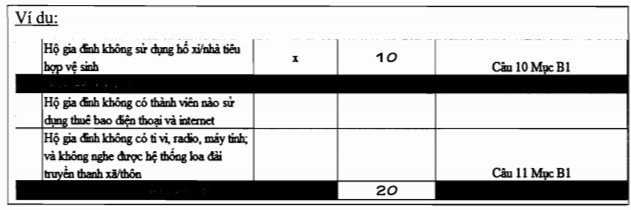 Ví dụ:
Hộ gia đình không sử dụng hố xí/nhà tiêu
hợp vệ sinh
x
10
Câu 10 Mục B1
Hộ gia đình không có thành viên nào sử
dụng thuê bao điện thoại và internet
Hộ gia đình không có ti vi, radio, máy tính;
và không nghe được hệ thống loa đài
truyền thanh xã/thôn
Câu 11 Mục B1
20